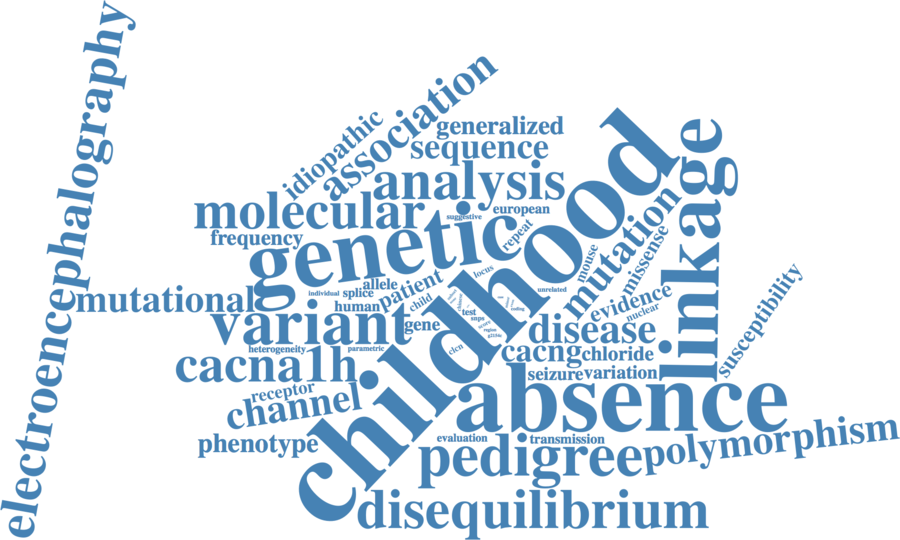 electroencephalography
association
idiopathic
generalized
sequence
analysis
molecular
suggestive
european
frequency
genetic
repeat
childhood
linkage
mutation
missense
mouse
locus
allele
patient
individual
splice
human
child
unrelated
evidence
nuclear
mutational
variant
gene
test
snps
coding
region
disease
susceptibility
heterogeneity
parametric
clcn
cacng
chloride
cacna1h
seizure
variation
receptor
channel
absence
phenotype
evaluation
transmission
pedigree
polymorphism
disequilibrium